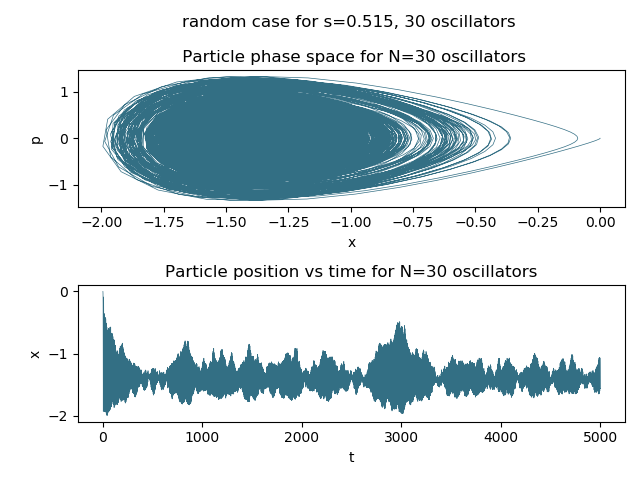 random case for s=0.515, 30 oscillators
Particle phase space for N=30 oscillators
1
0
−1
p
−2.00 −1.75 −1.50 −1.25 −1.00 −0.75 −0.50 −0.25 0.00
x
Particle position vs time for N=30 oscillators
0
−1
−2
x
0 1000 2000 3000 4000 5000
t